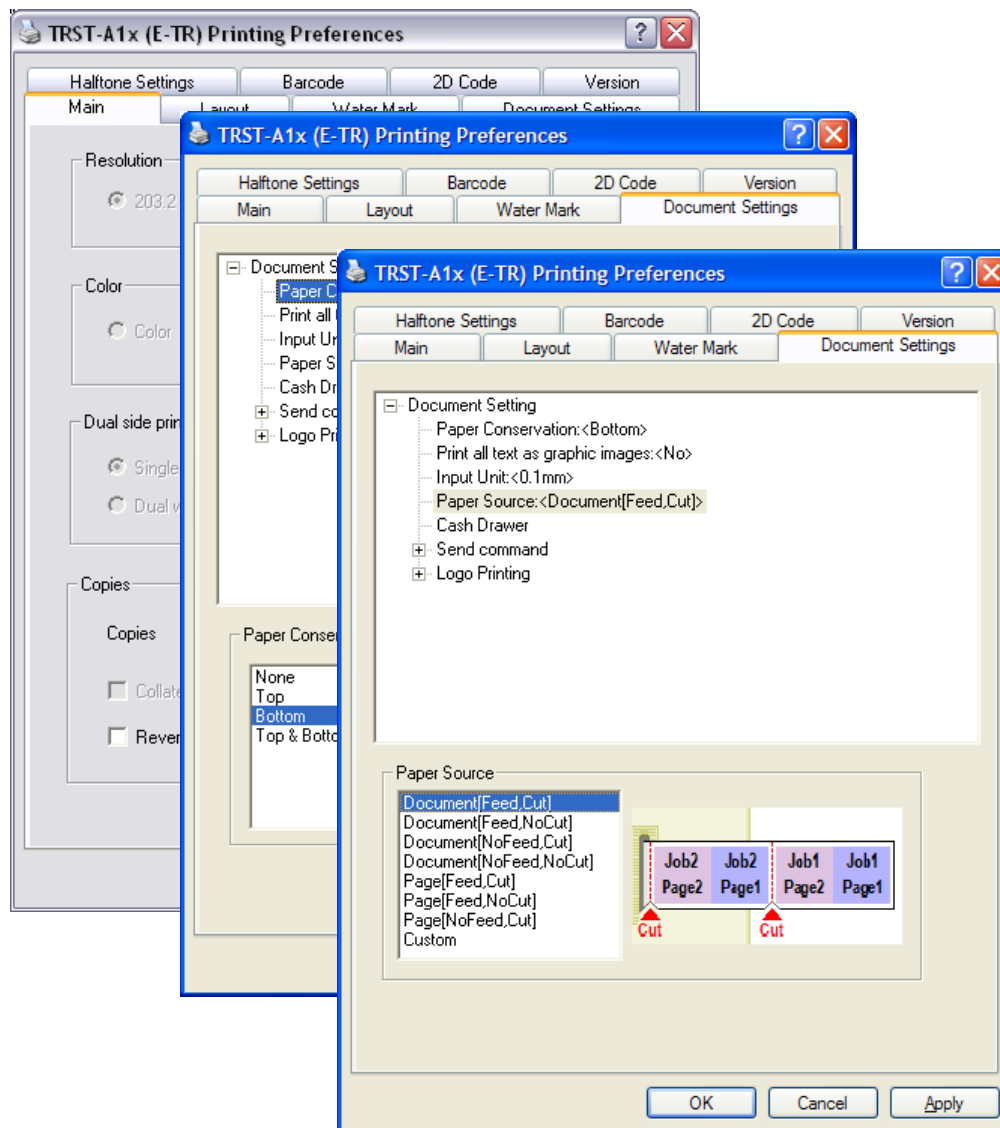 TRST-A1x (E-TR) Printing Preferences
Halftone Settings Barcode 2D Code Version
Main Layout Water Mark Document Settings
Resolution
203.2
Color
Color
Dual side prin
Single
Dual w
Copies
Copies
Collate
Rever
TRST-A1x (E-TR) Printing Preferences
Halftone Settings Barcode 2D Code Version
Main Layout Water Mark Document Settings
Document S
Paper C
Print all
Input Un
Paper S
Cash Dr
Send co
Logo Pri
Paper Conser
None
Top
Bottom
Top & Botto
TRST-A1x (E-TR) Printing Preferences
Halftone Settings Barcode 2D Code Version
Main Layout Water Mark Document Settings
Document Setting
Paper Conservation:<Bottom>
Print all text as graphic images:<No>
Input Unit:<0.1mm>
Paper Source:<Document[Feed,Cut]>
Cash Drawer
Send command
Logo Printing
Paper Source
Document[Feed,Cut]
Document[Feed,NoCut]
Document[NoFeed,Cut]
Document[NoFeed,NoCut]
Page[Feed,Cut]
Page[Feed,NoCut]
Page[NoFeed,Cut]
Custom
Job2 Job2 Job1 Job1
Page2 Page1 Page2 Page1
Cut Cut
OK Cancel Apply